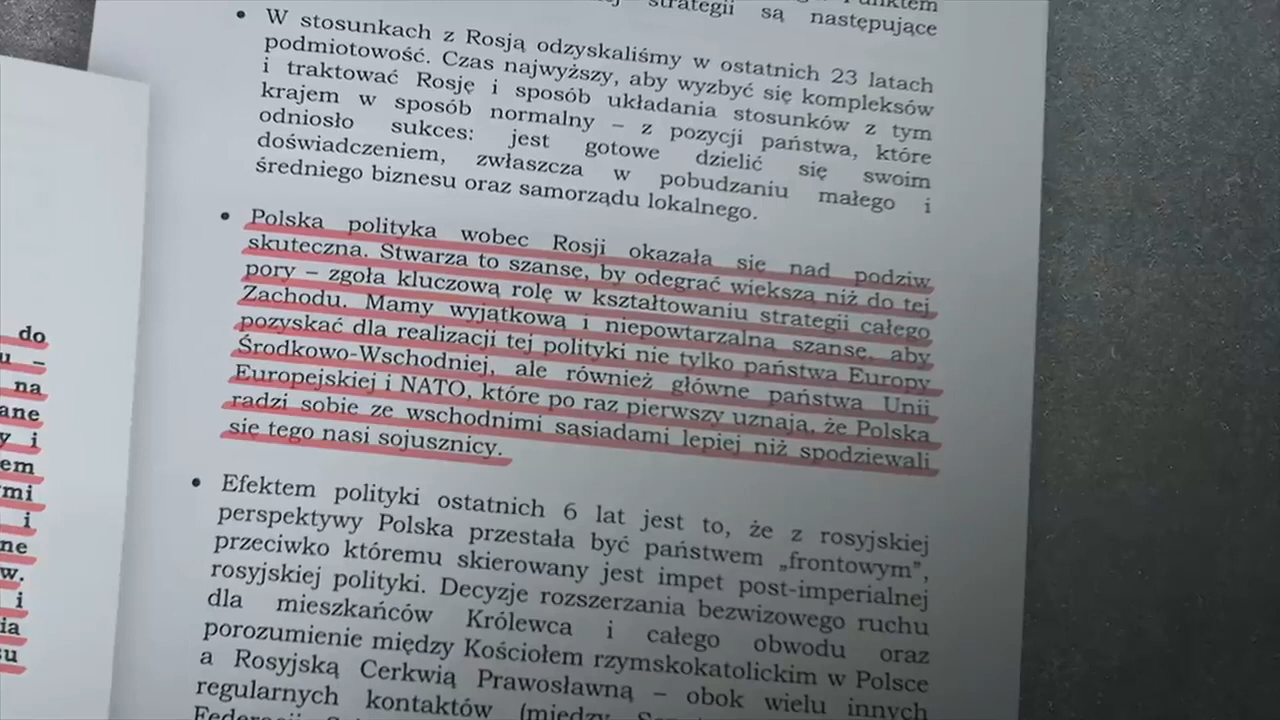 strategii są następujące
• W stosunkach z Rosją odzyskaliśmy w ostatnich 23 latach
podmiotowość. Czas najwyższy, aby wyzbyć się kompleksów
i traktować Rosję i sposób układania stosunków z tym
krajem w sposób normalny – z pozycji państwa, które
odniosło sukces: jest gotowe dzielić się swoim
doświadczeniem, zwłaszcza w pobudzaniu małego i
średniego biznesu oraz samorządu lokalnego.
• Polska polityka wobec Rosji okazała się nad podziw
skuteczna. Stwarza to szansę, by odegrać większą niż do tej
pory – zgoła kluczową rolę w kształtowaniu strategii całego
Zachodu. Mamy wyjątkową i niepowtarzalną szansę, aby
pozyskać dla realizacji tej polityki nie tylko państwa Europy
Środkowo-Wschodniej, ale również główne państwa Unii
Europejskiej i NATO, które po raz pierwszy uznają, że Polska
radzi sobie ze wschodnimi sąsiadami lepiej niż spodziewali
się tego nasi sojusznicy.
• Efektem polityki ostatnich 6 lat jest to, że z rosyjskiej
perspektywy Polska przestała być państwem „frontowym”,
przeciwko któremu skierowany jest impet post-imperialnej
rosyjskiej polityki. Decyzje rozszerzania bezwizowego ruchu
dla mieszkańców Królewca i całego obwodu oraz
porozumienie między Kościołem rzymskokatolickim w Polsce
a Rosyjską Cerkwią Prawosławną – obok wielu innych
regularnych kontaktów (między
do
na
i